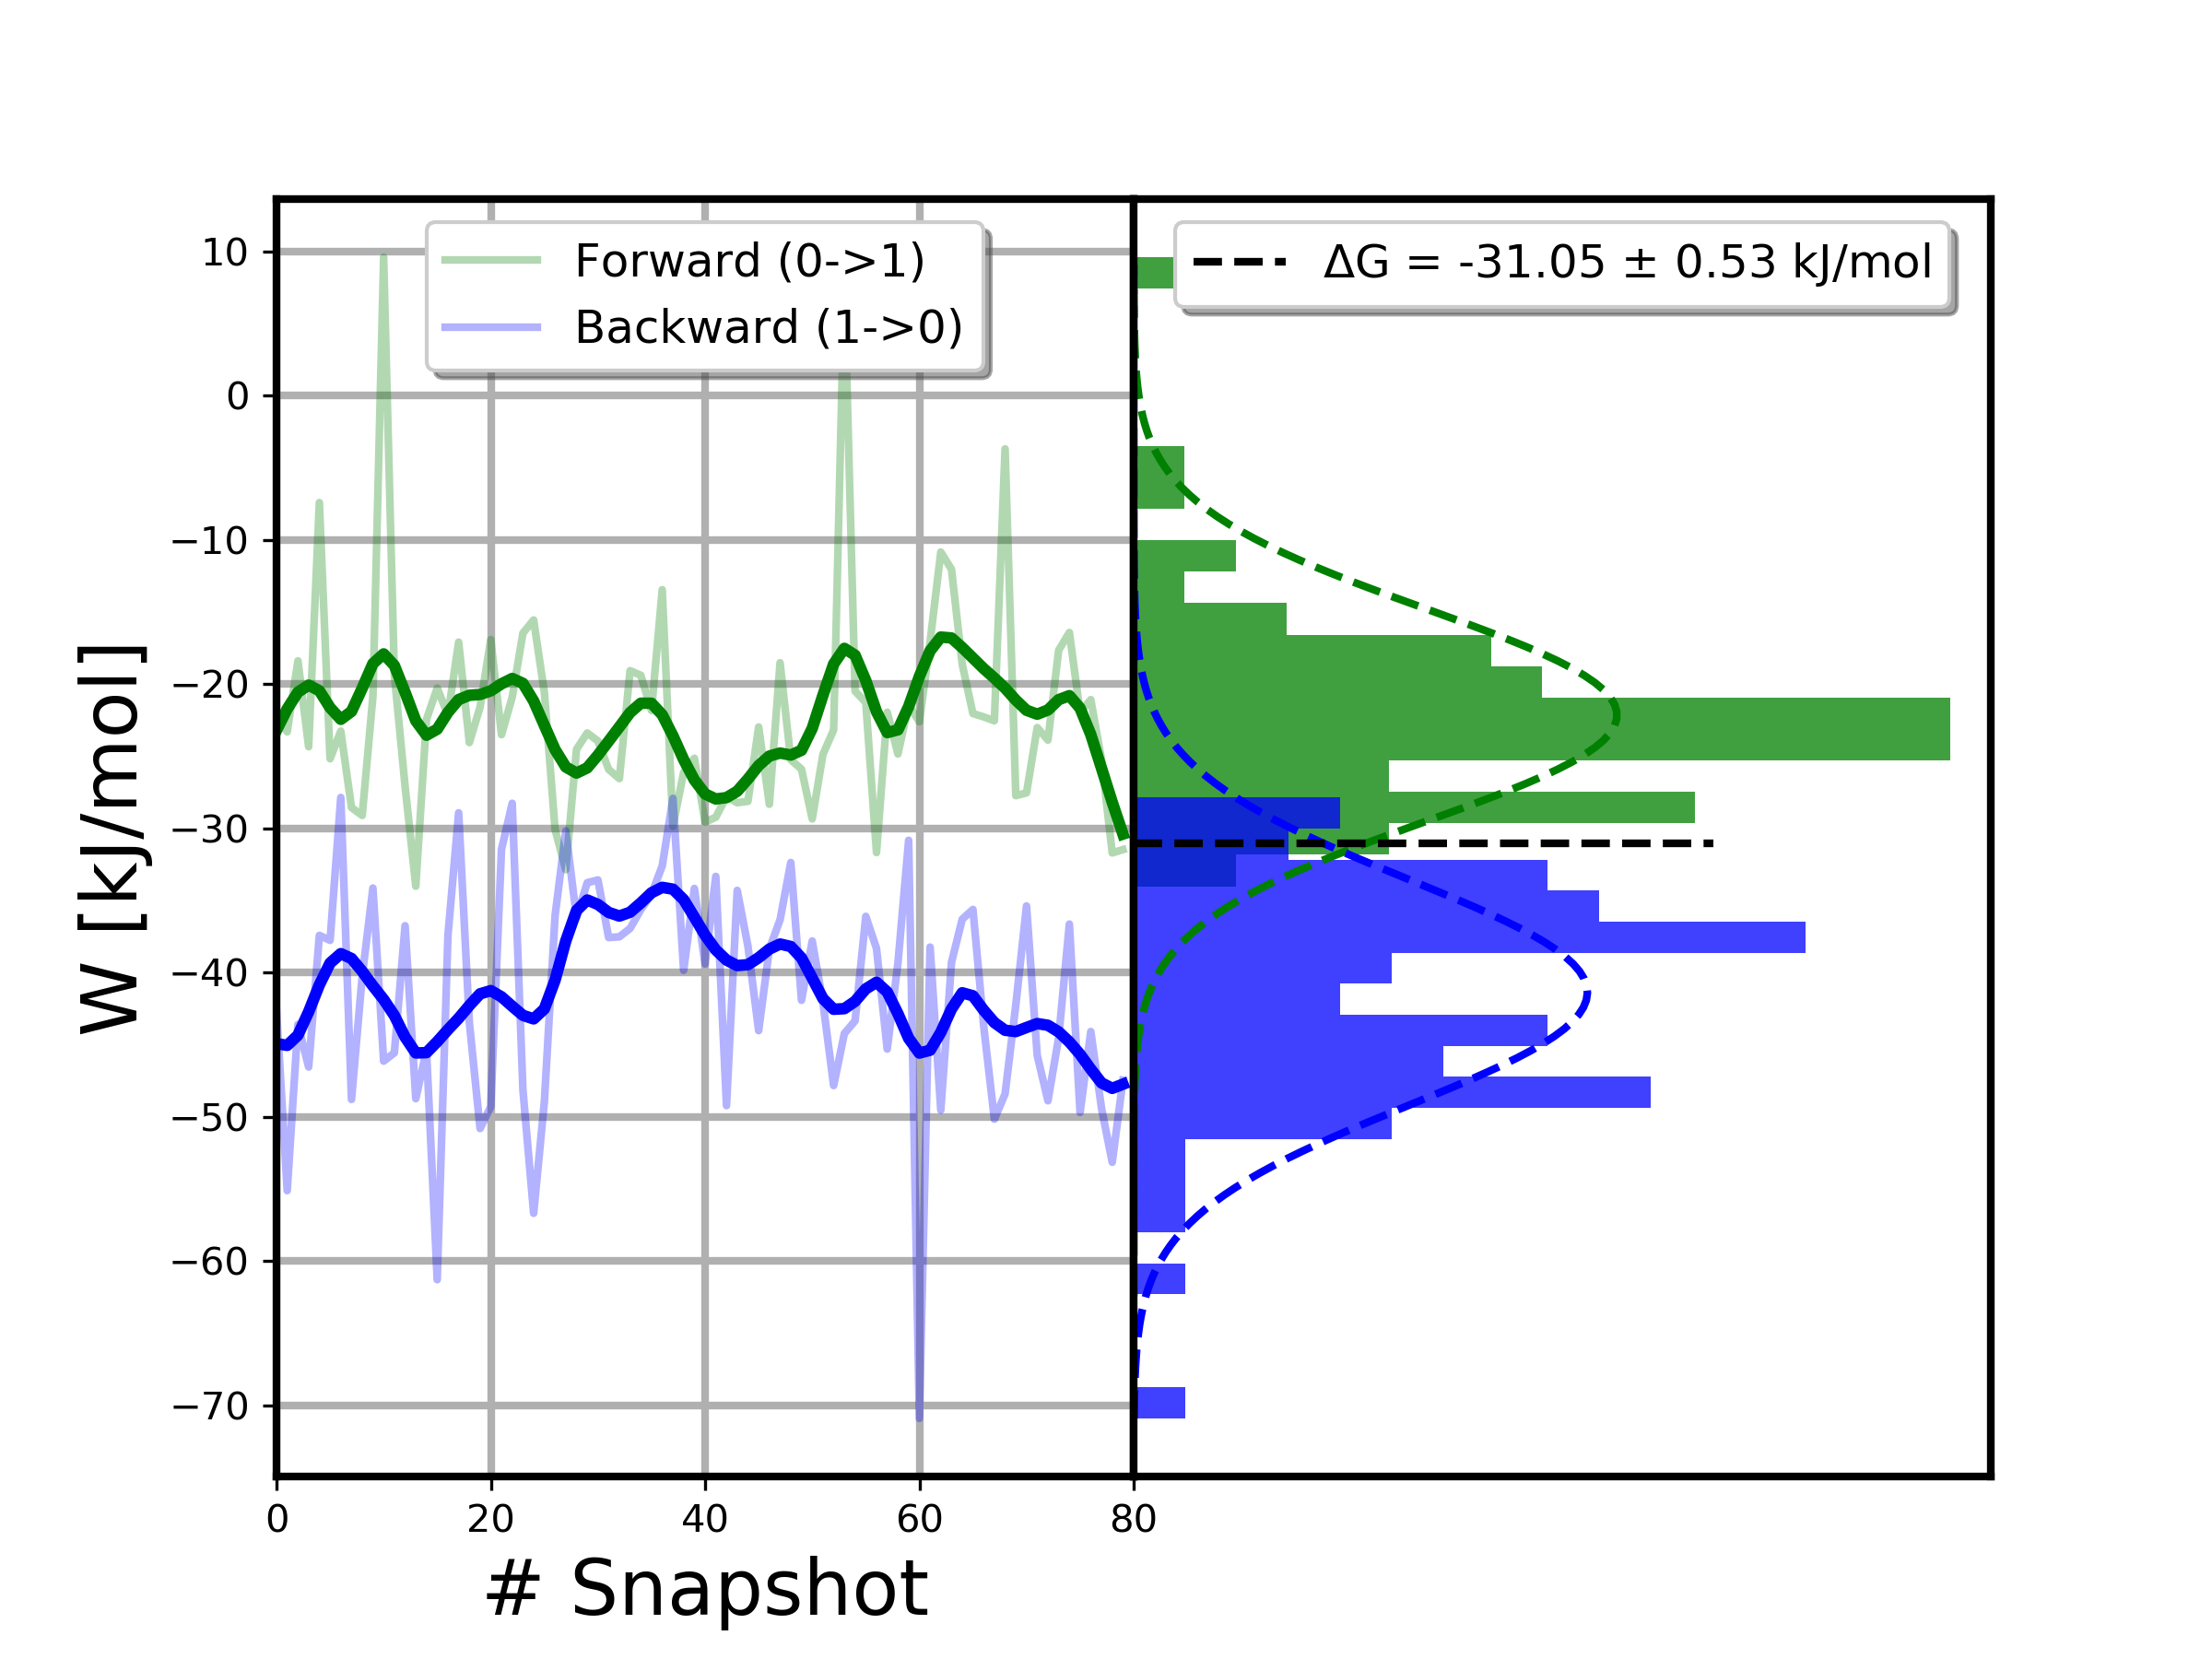 Forward (0->1)
Backward (1->0)
ΔG = -31.05 ± 0.53 kJ/mol
W [kJ/mol]
10
0
−10
−20
−30
−40
−50
−60
−70
0 20 40 60 80
# Snapshot